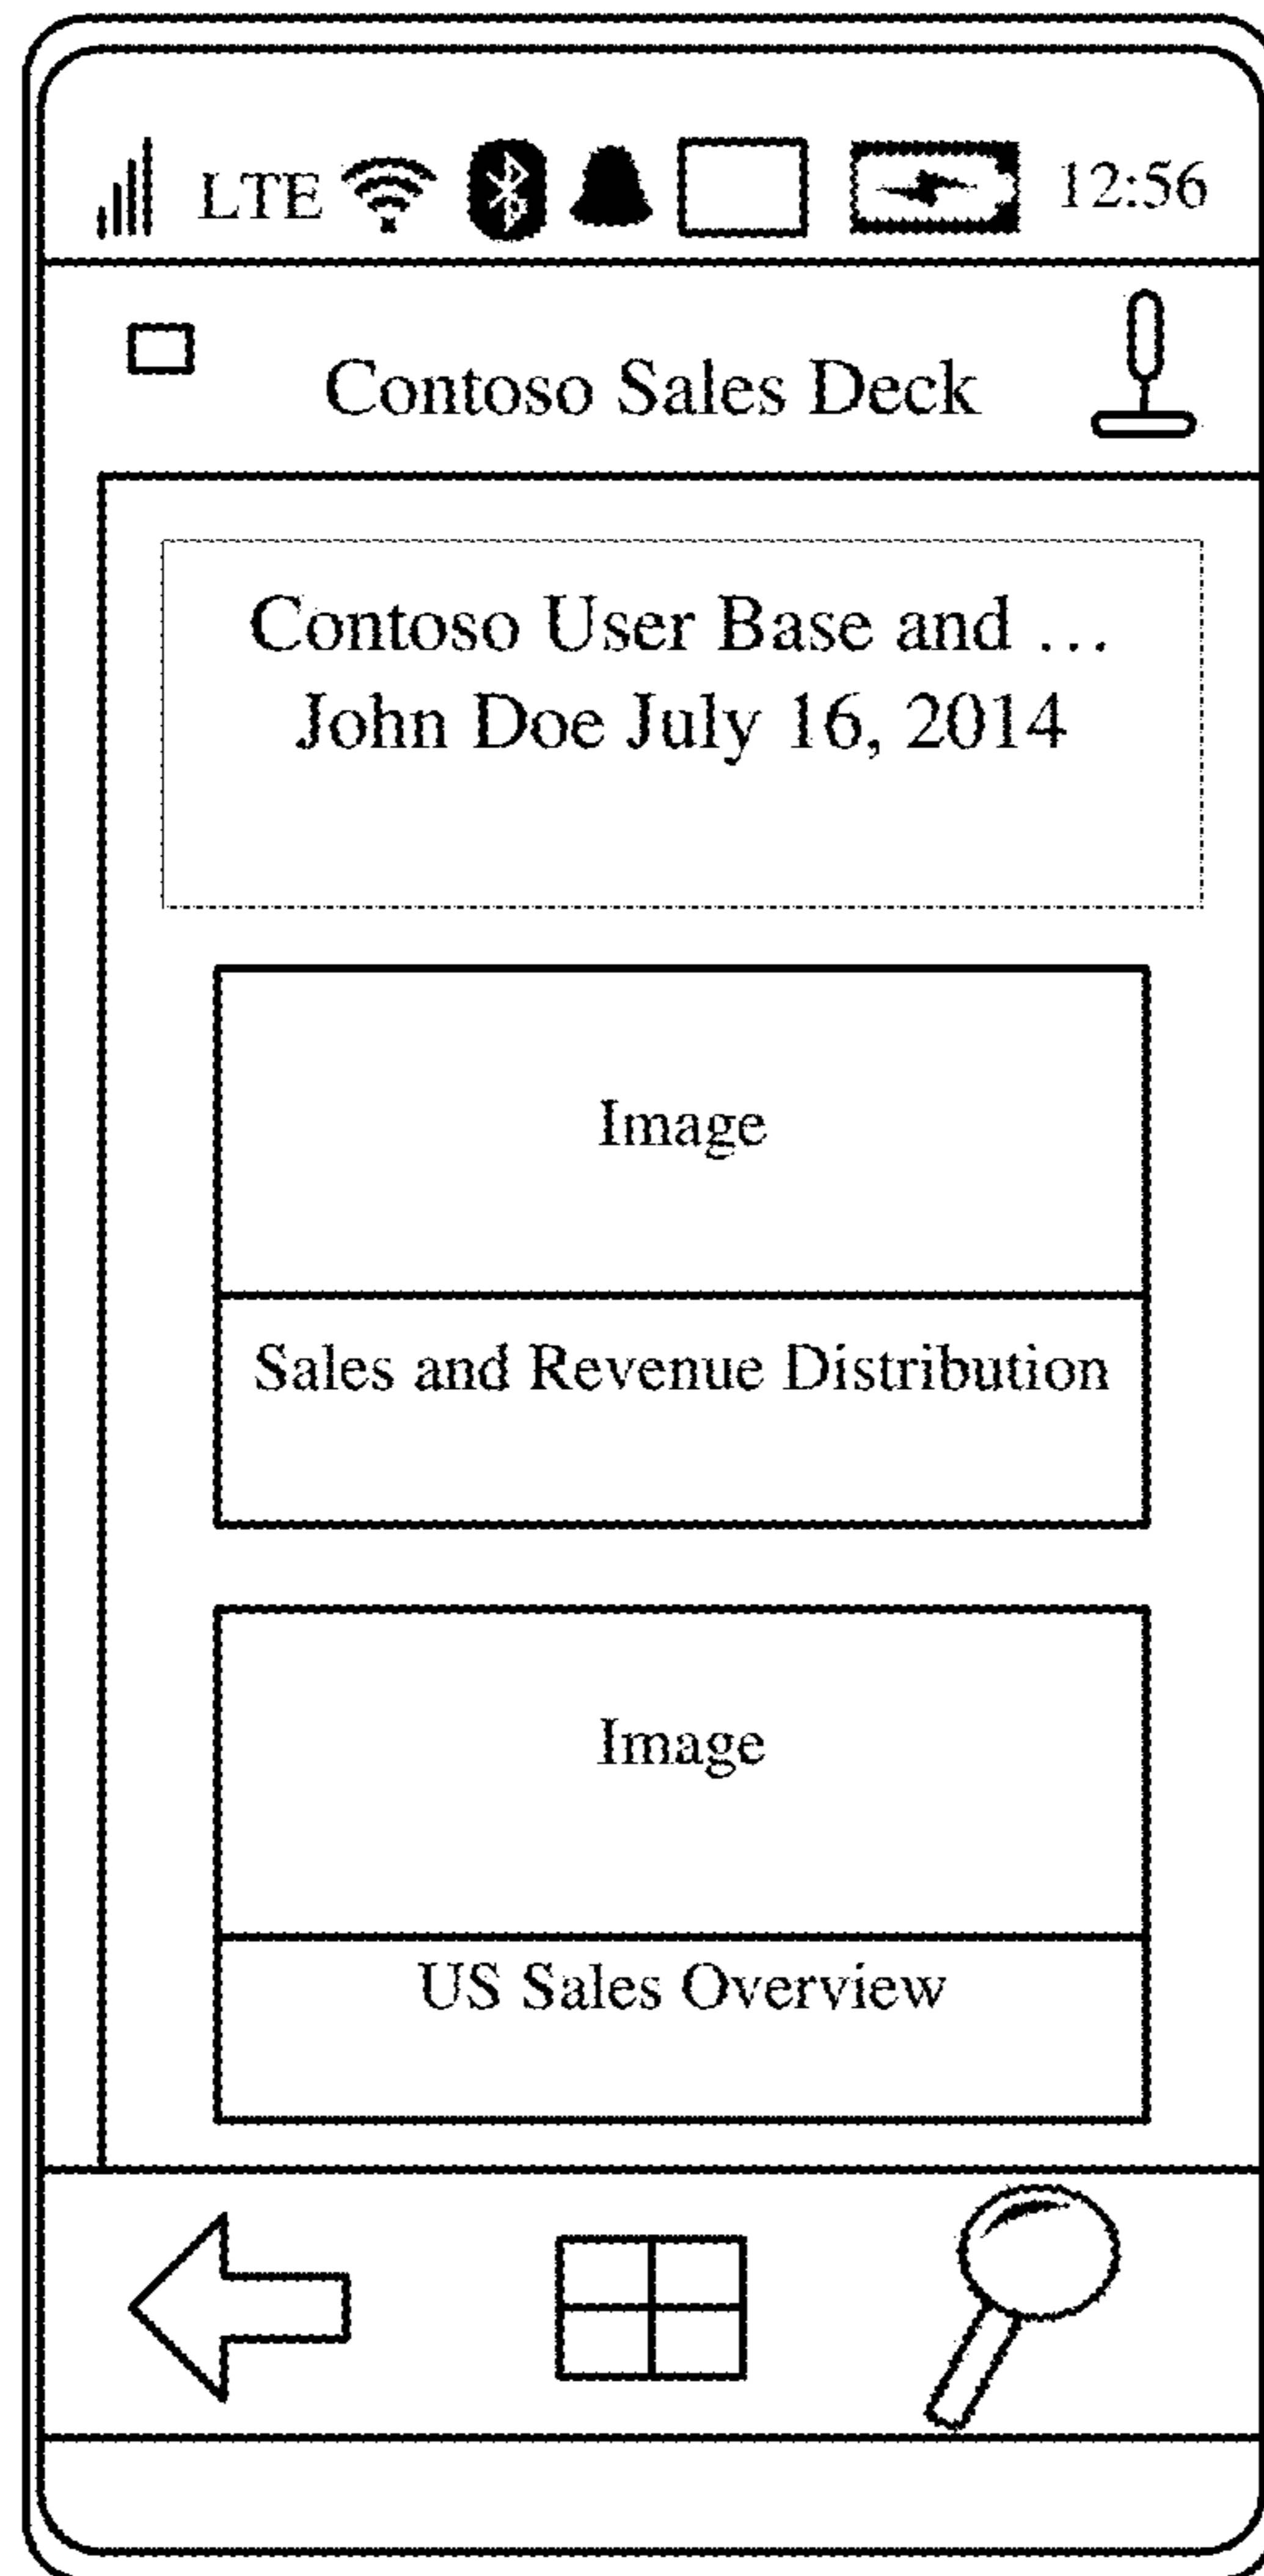 LTE 12:56
Contoso Sales Deck
Contoso User Base and ...
John Doe July 16, 2014
Image
Sales and Revenue Distribution
Image
US Sales Overview